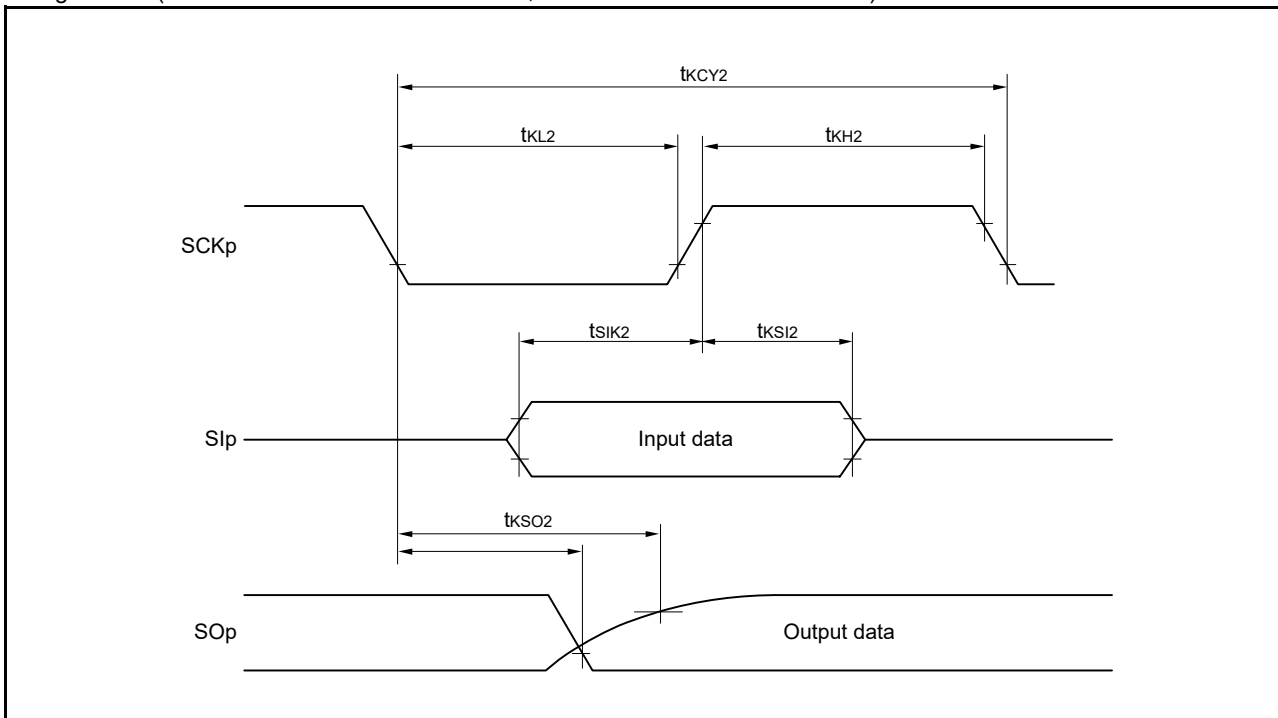 tKCY2
tKL2
tKH2
SCKp
tSIK2
tKSI2
SIp
Input data
tKSO2
SOp
Output data